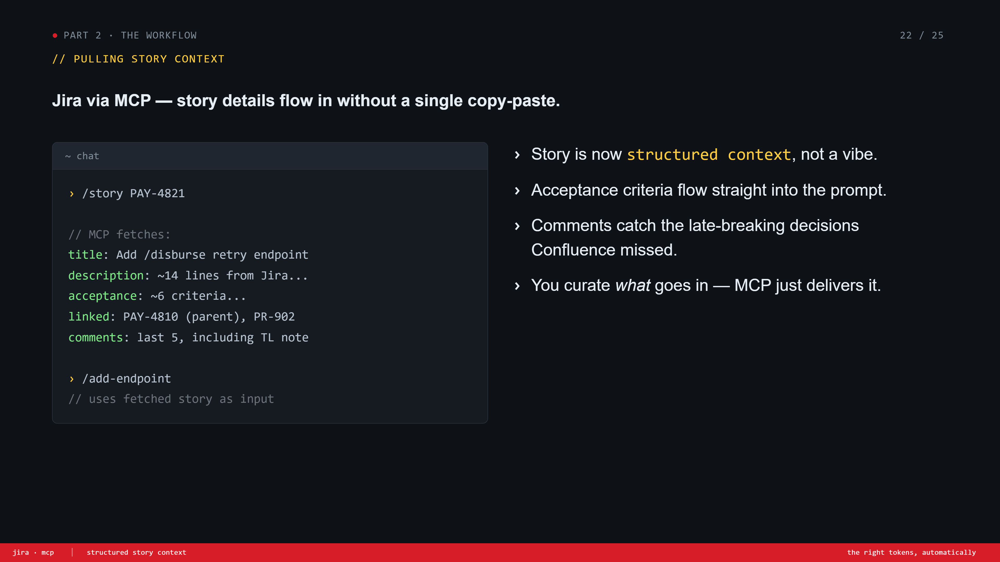 ● PART 2 · THE WORKFLOW
22 / 25
// PULLING STORY CONTEXT
Jira via MCP — story details flow in without a single copy-paste.
~ chat
› /story PAY-4821
// MCP fetches:
title: Add /disburse retry endpoint
description: ~14 lines from Jira...
acceptance: ~6 criteria...
linked: PAY-4810 (parent), PR-902
comments: last 5, including TL note
› /add-endpoint
// uses fetched story as input
› Story is now structured context, not a vibe.
› Acceptance criteria flow straight into the prompt.
› Comments catch the late-breaking decisions
Confluence missed.
› You curate what goes in — MCP just delivers it.
jira · mcp | structured story context
the right tokens, automatically